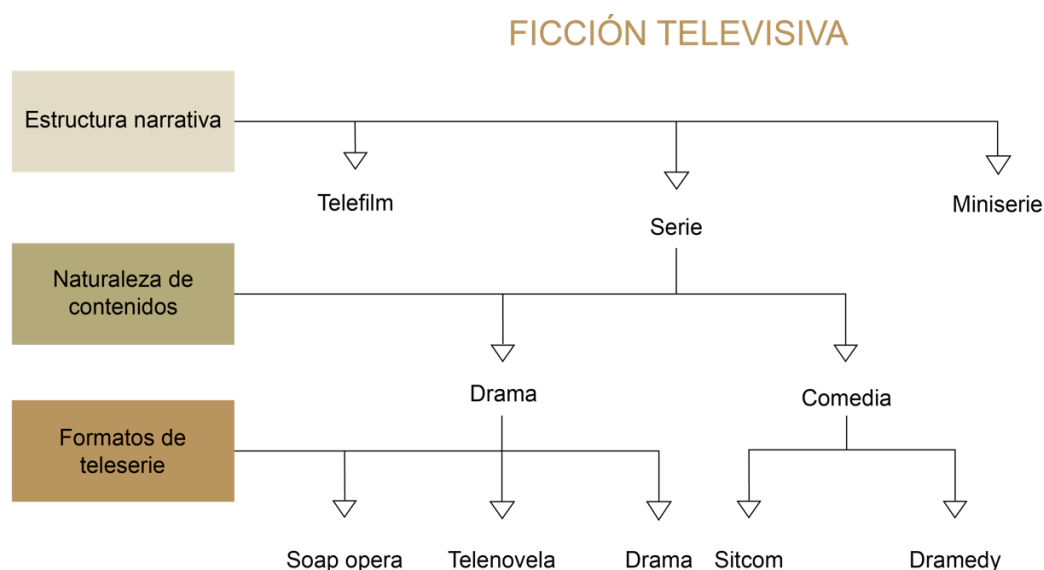 FICCIÓN TELEVISIVA
Estructura narrativa
Telefilm
Serie
Miniserie
Naturaleza de
contenidos
Drama
Comedia
Formatos de
teleserie
Soap opera
Telenovela
Drama
Sitcom
Dramedy